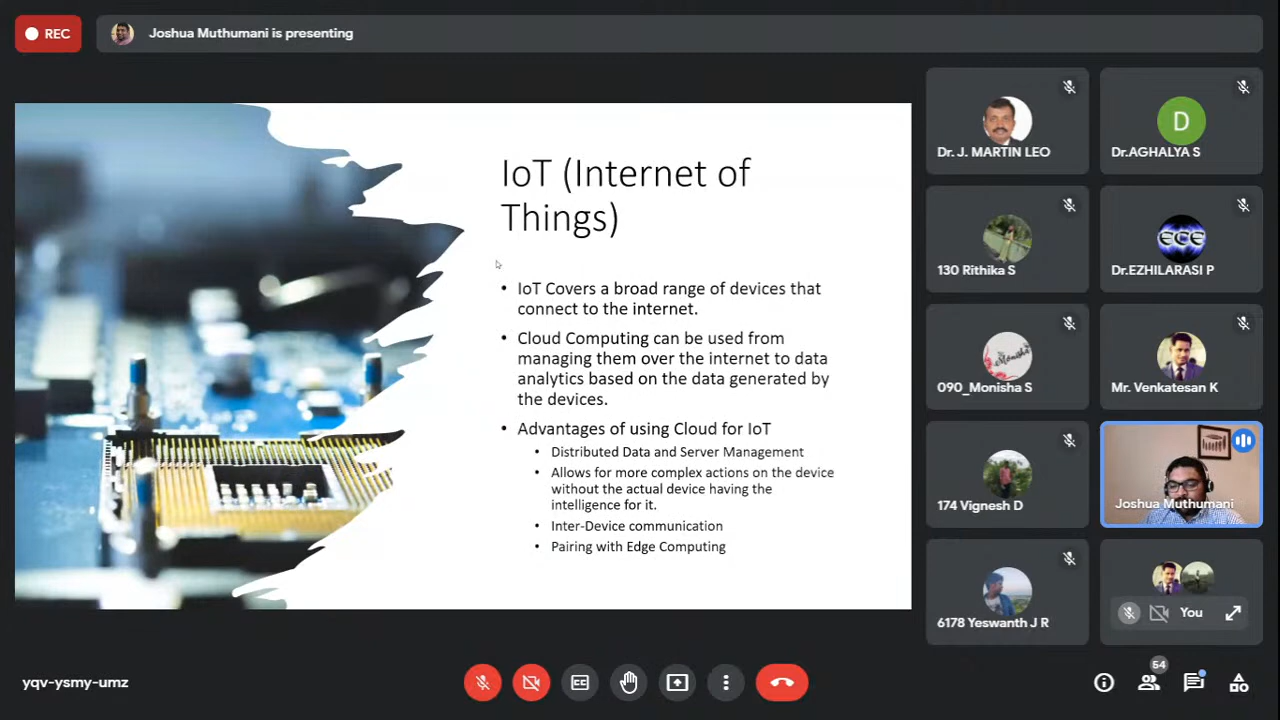 REC
Joshua Muthumani is presenting
IoT (Internet of
Things)
• IoT Covers a broad range of devices that
connect to the internet.
• Cloud Computing can be used from
managing them over the internet to data
analytics based on the data generated by
the devices.
• Advantages of using Cloud for IoT
• Distributed Data and Server Management
• Allows for more complex actions on the device
without the actual device having the
intelligence for it.
• Inter-Device communication
• Pairing with Edge Computing
Dr. J. MARTIN LEO
D
Dr.AGHALYA S
130 Rithika S
ECE
Dr.EZHILARASI P
Monisha
090_Monisha S
Mr. Venkatesan K
174 Vignesh D
Joshua Muthumani
6178 Yeswanth J R
You
yqv-ysmy-umz
CC
54